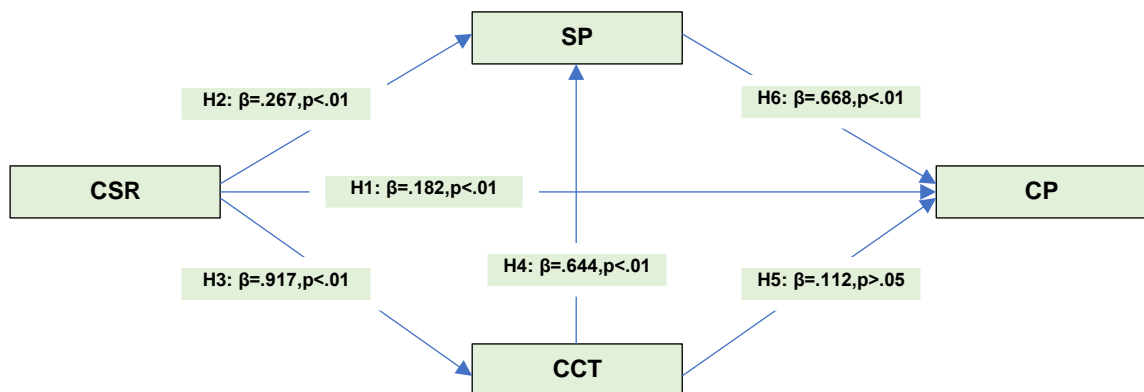 SP
H2: β=.267,p<.01
H6: β=.668,p<.01
CSR
H1: β=.182,p<.01
CP
H3: β=.917,p<.01
H4: β=.644,p<.01
H5: β=.112,p>.05
CCT